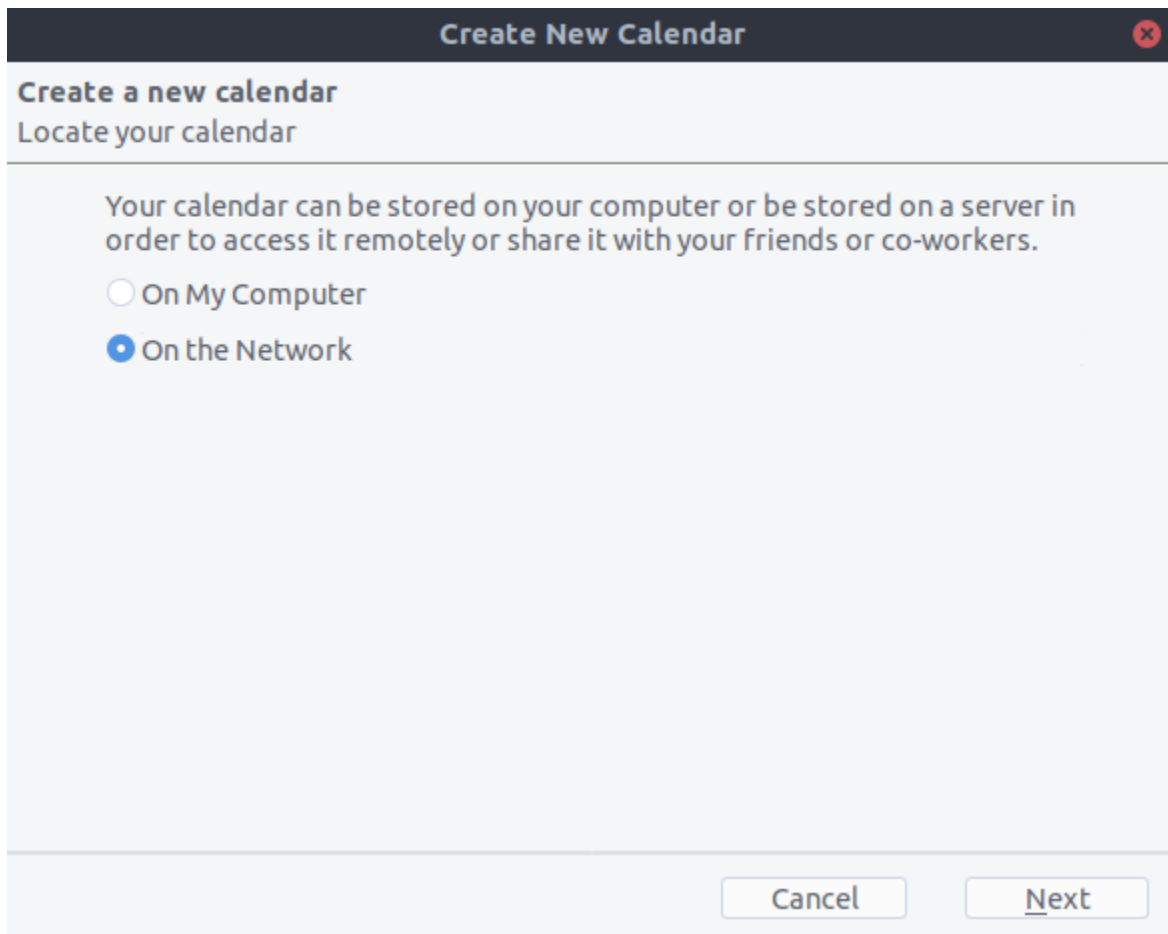 Create New Calendar
Create a new calendar
Locate your calendar
Your calendar can be stored on your computer or be stored on a server in
order to access it remotely or share it with your friends or co-workers.
On My Computer
On the Network
Cancel
Next